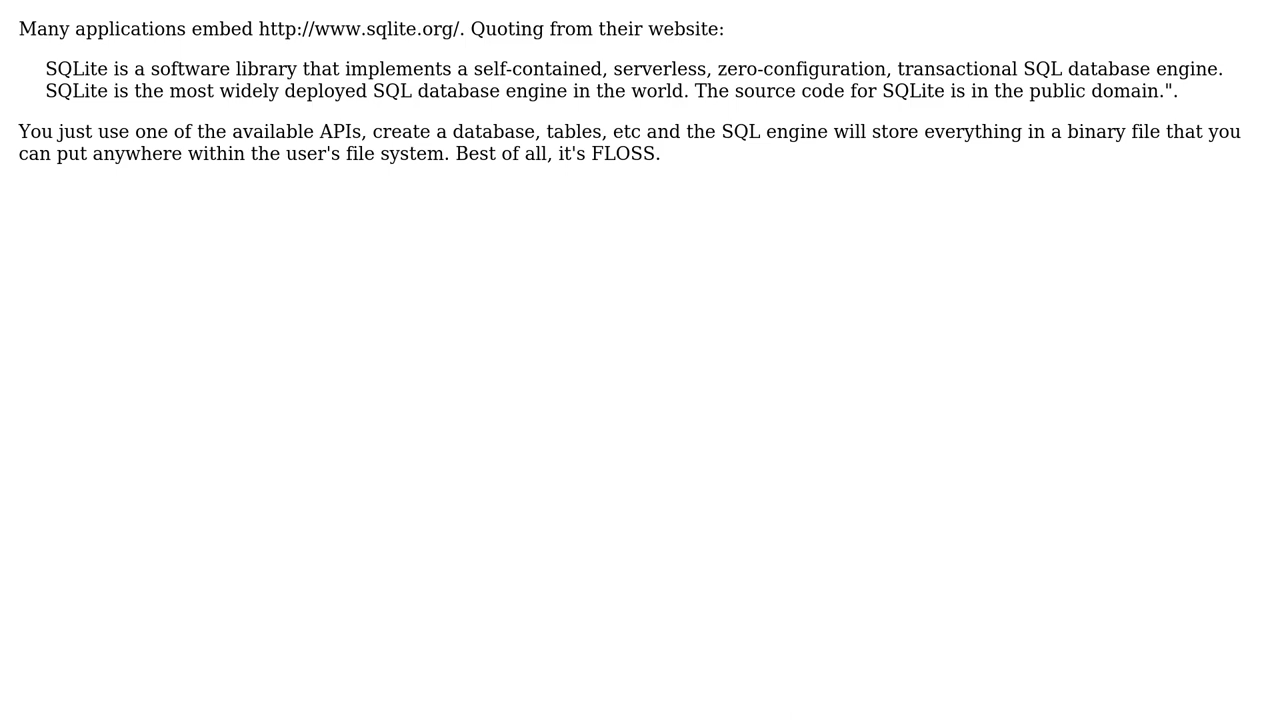 Many applications embed http://www.sqlite.org/. Quoting from their website:
SQLite is a software library that implements a self-contained, serverless, zero-configuration, transactional SQL database engine.
SQLite is the most widely deployed SQL database engine in the world. The source code for SQLite is in the public domain.".
You just use one of the available APIs, create a database, tables, etc and the SQL engine will store everything in a binary file that you
can put anywhere within the user's file system. Best of all, it's FLOSS.